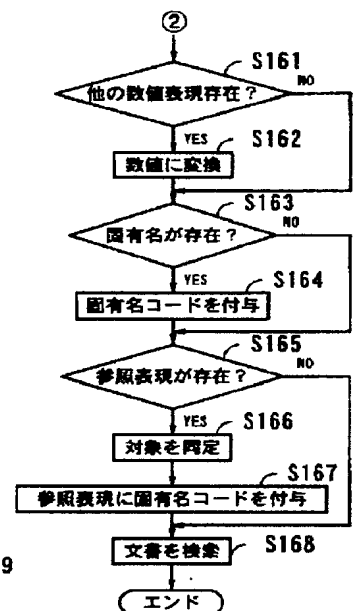 ②
S161
他の数値表現存在?
NO
YES
S162
数値に変換
S163
固有名が存在?
NO
YES
S164
固有名コードを付与
S165
参照表現が存在?
NO
YES
S166
対象を同定
S167
参照表現に固有名コードを付与
文書を検索
S168
9
エンド